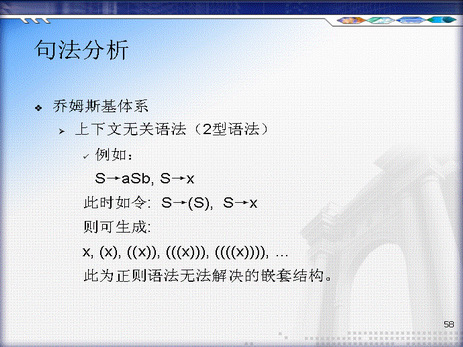 句法分析
❖ 乔姆斯基体系
➢ 上下文无关语法（2型语法）
✓ 例如：
S→aSb, S→x
此时如令: S→(S), S→x
则可生成:
x, (x), ((x)), (((x))), ((((x)))), …
此为正则语法无法解决的嵌套结构。
58